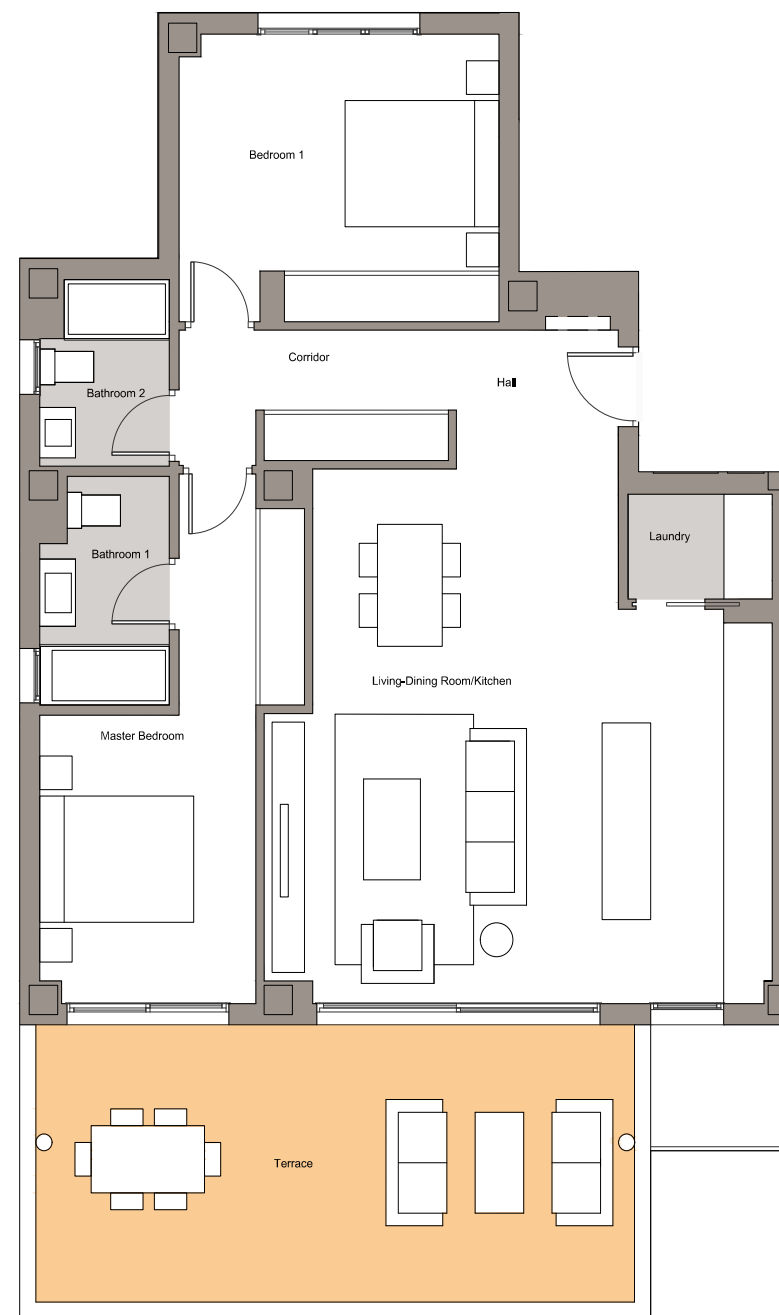 Bedroom 1
Corridor
Hall
Bathroom 2
Laundry
Bathroom 1
Living-Dining Room/Kitchen
Master Bedroom
Terrace